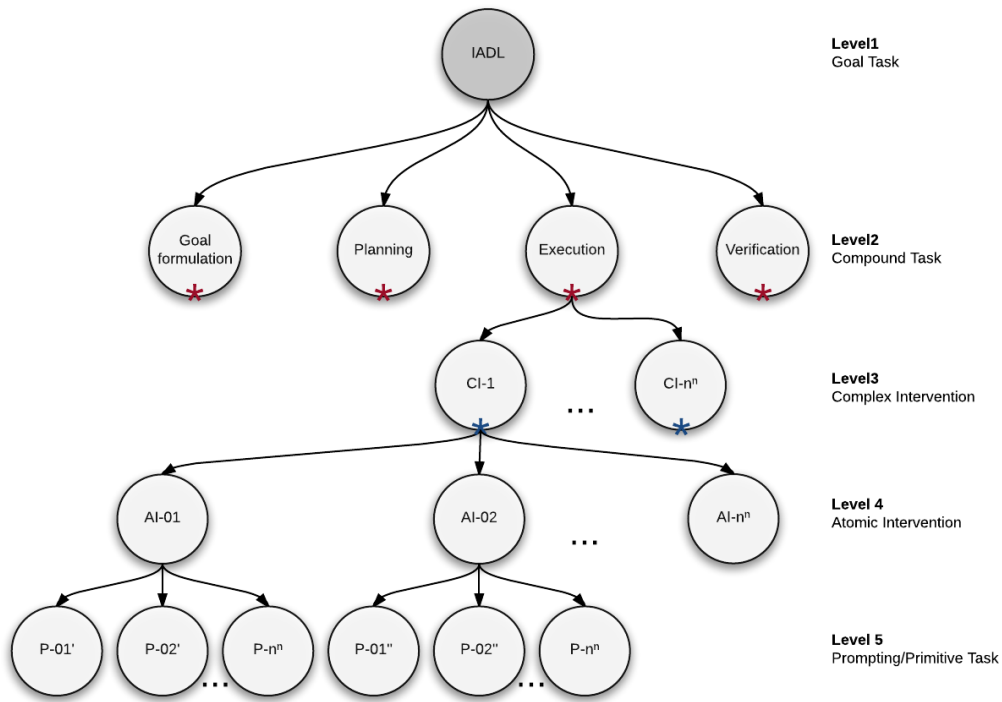 IADL
Level1
Goal Task
Goal
formulation
Planning
Execution
Verification
Level2
Compound Task
*
*
*
*
CI-1
CI-nⁿ
...
Level3
Complex Intervention
*
*
AI-01
AI-02
AI-nⁿ
...
Level 4
Atomic Intervention
P-01'
P-02'
P-nⁿ
P-01"
P-02"
P-nⁿ
...
...
Level 5
Prompting/Primitive Task